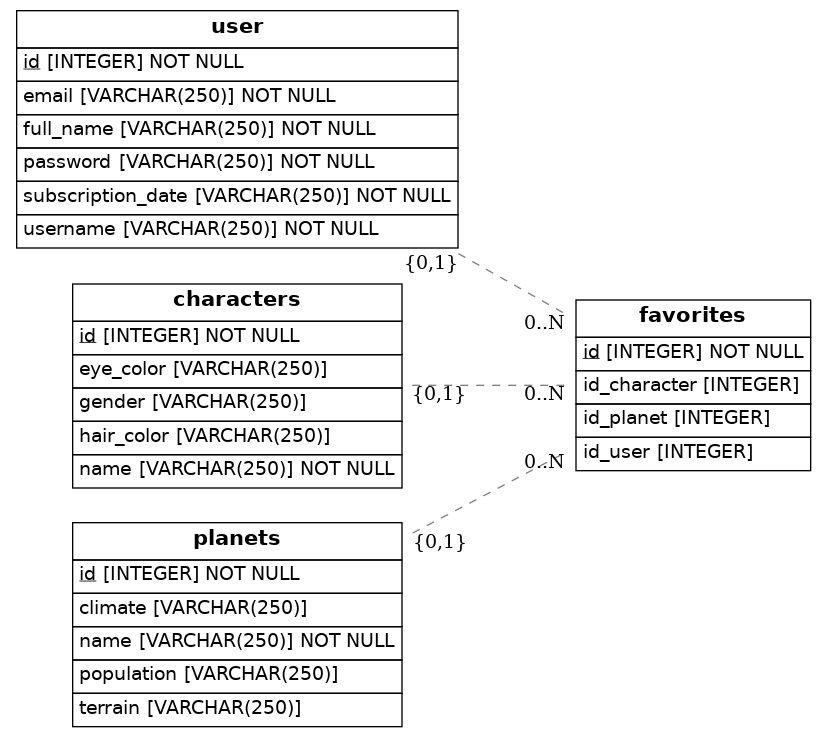 user
id [INTEGER] NOT NULL
email [VARCHAR(250)] NOT NULL
full_name [VARCHAR(250)] NOT NULL
password [VARCHAR(250)] NOT NULL
subscription_date [VARCHAR(250)] NOT NULL
username [VARCHAR(250)] NOT NULL
{0,1}
0..N
characters
id [INTEGER] NOT NULL
eye_color [VARCHAR(250)]
gender [VARCHAR(250)]
hair_color [VARCHAR(250)]
name [VARCHAR(250)] NOT NULL
{0,1}
0..N
favorites
id [INTEGER] NOT NULL
id_character [INTEGER]
id_planet [INTEGER]
id_user [INTEGER]
0..N
{0,1}
planets
id [INTEGER] NOT NULL
climate [VARCHAR(250)]
name [VARCHAR(250)] NOT NULL
population [VARCHAR(250)]
terrain [VARCHAR(250)]